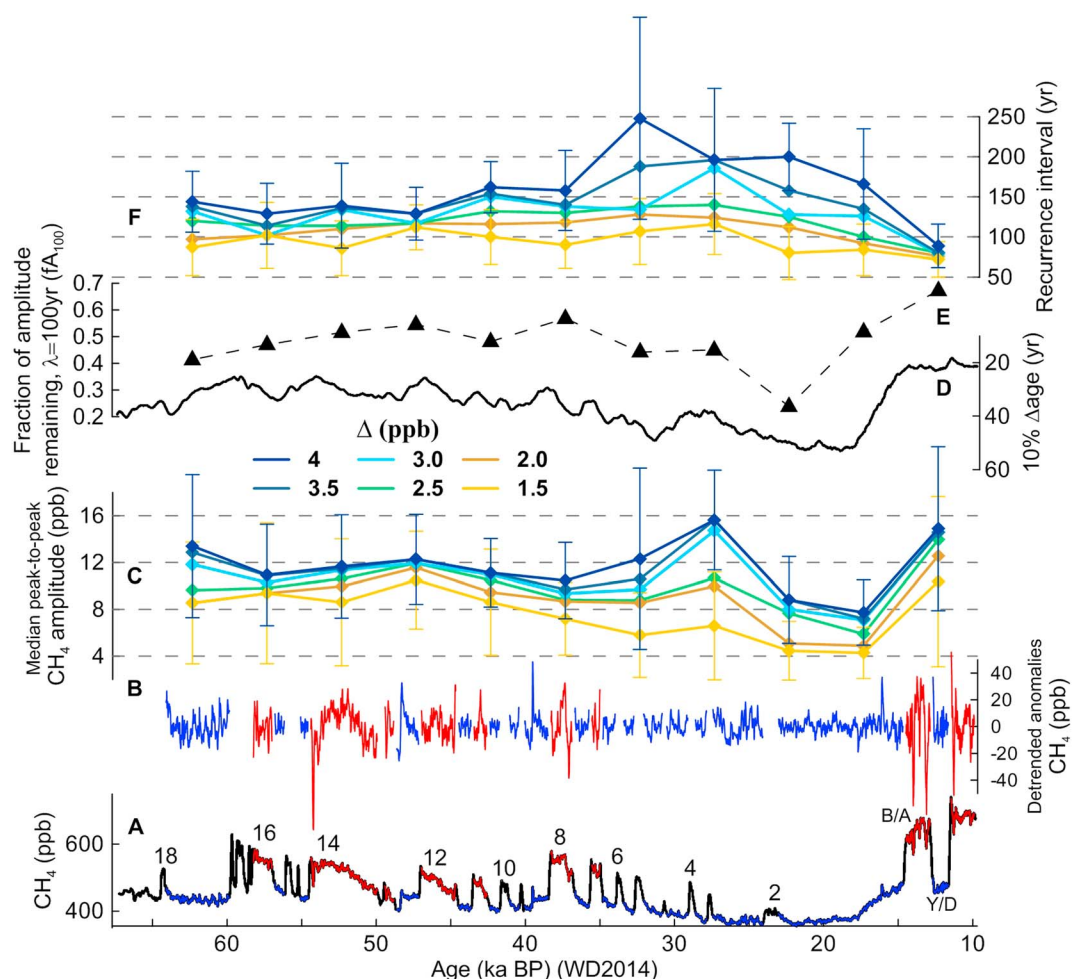 F
250
200
150
100
50
Recurrence interval (yr)
Fraction of amplitude
remaining, λ=100yr (fA100)
0.7
0.6
0.5
0.4
0.3
0.2
E
D
20
40
60
10% Δage (yr)
Δ (ppb)
4
3.0
2.0
3.5
2.5
1.5
Median peak-to-peak
CH4 amplitude (ppb)
16
12
8
4
C
B
40
20
0
-20
-40
Detrended anomalies
CH4 (ppb)
A
CH4 (ppb)
600
400
18
16
14
12
10
8
6
4
2
B/A
Y/D
60
50
40
30
20
10
Age (ka BP) (WD2014)